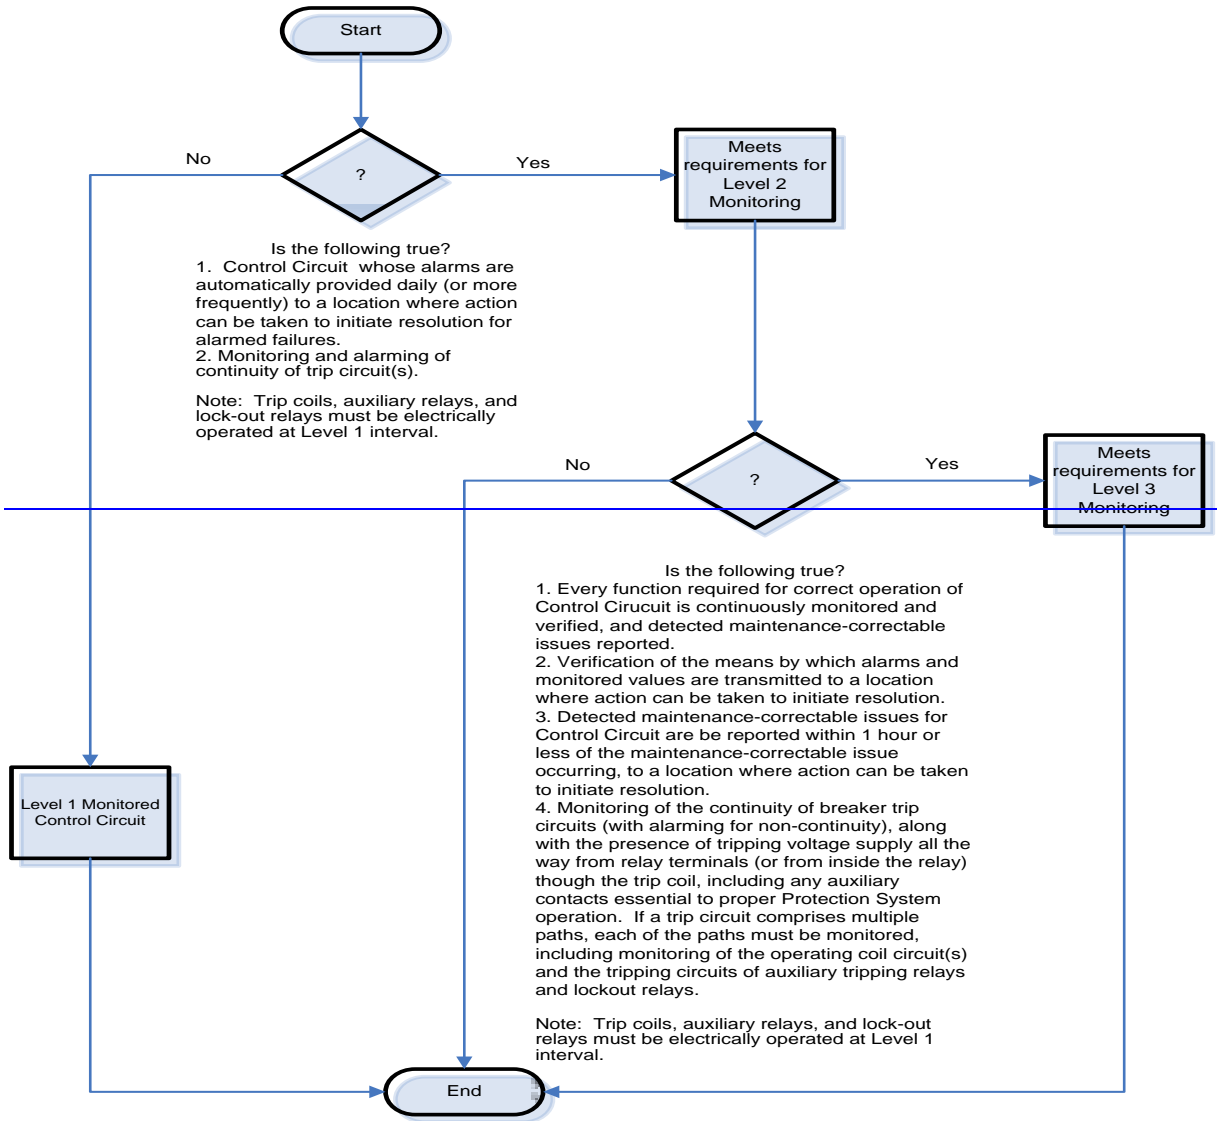 Start
No
?
Yes
Meets
requirements for
Level 2
Monitoring
Is the following true?
1.  Control Circuit  whose alarms are
automatically provided daily (or more
frequently) to a location where action
can be taken to initiate resolution for
alarmed failures.
2. Monitoring and alarming of
continuity of trip circuit(s).
Note:  Trip coils, auxiliary relays, and
lock-out relays must be electrically
operated at Level 1 interval.
No
?
Yes
Meets
requirements for
Level 3
Monitoring
Is the following true?
1. Every function required for correct operation of
Control Cirucuit is continuously monitored and
verified, and detected maintenance-correctable
issues reported.
2. Verification of the means by which alarms and
monitored values are transmitted to a location
where action can be taken to initiate resolution.
3. Detected maintenance-correctable issues for
Control Circuit are be reported within 1 hour or
less of the maintenance-correctable issue
occurring, to a location where action can be taken
to initiate resolution.
4. Monitoring of the continuity of breaker trip
circuits (with alarming for non-continuity), along
with the presence of tripping voltage supply all the
way from relay terminals (or from inside the relay)
though the trip coil, including any auxiliary
contacts essential to proper Protection System
operation.  If a trip circuit comprises multiple
paths, each of the paths must be monitored,
including monitoring of the operating coil circuit(s)
and the tripping circuits of auxiliary tripping relays
and lockout relays.
Note:  Trip coils, auxiliary relays, and lock-out
relays must be electrically operated at Level 1
interval.
Level 1 Monitored
Control Circuit
End